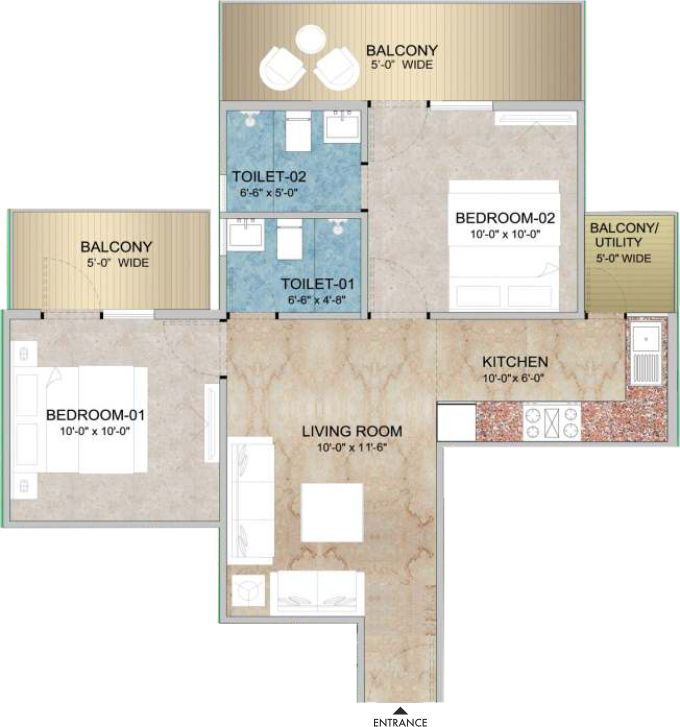 BALCONY
5'-0" WIDE
TOILET-02
6'-6" x 5'-0"
BEDROOM-02
10'-0" x 10'-0"
BALCONY/
UTILITY
5'-0" WIDE
BALCONY
5'-0" WIDE
TOILET-01
6'-6" x 4'-8"
KITCHEN
10'-0" x 6'-0"
BEDROOM-01
10'-0" x 10'-0"
LIVING ROOM
10'-0" x 11'-6"
ENTRANCE